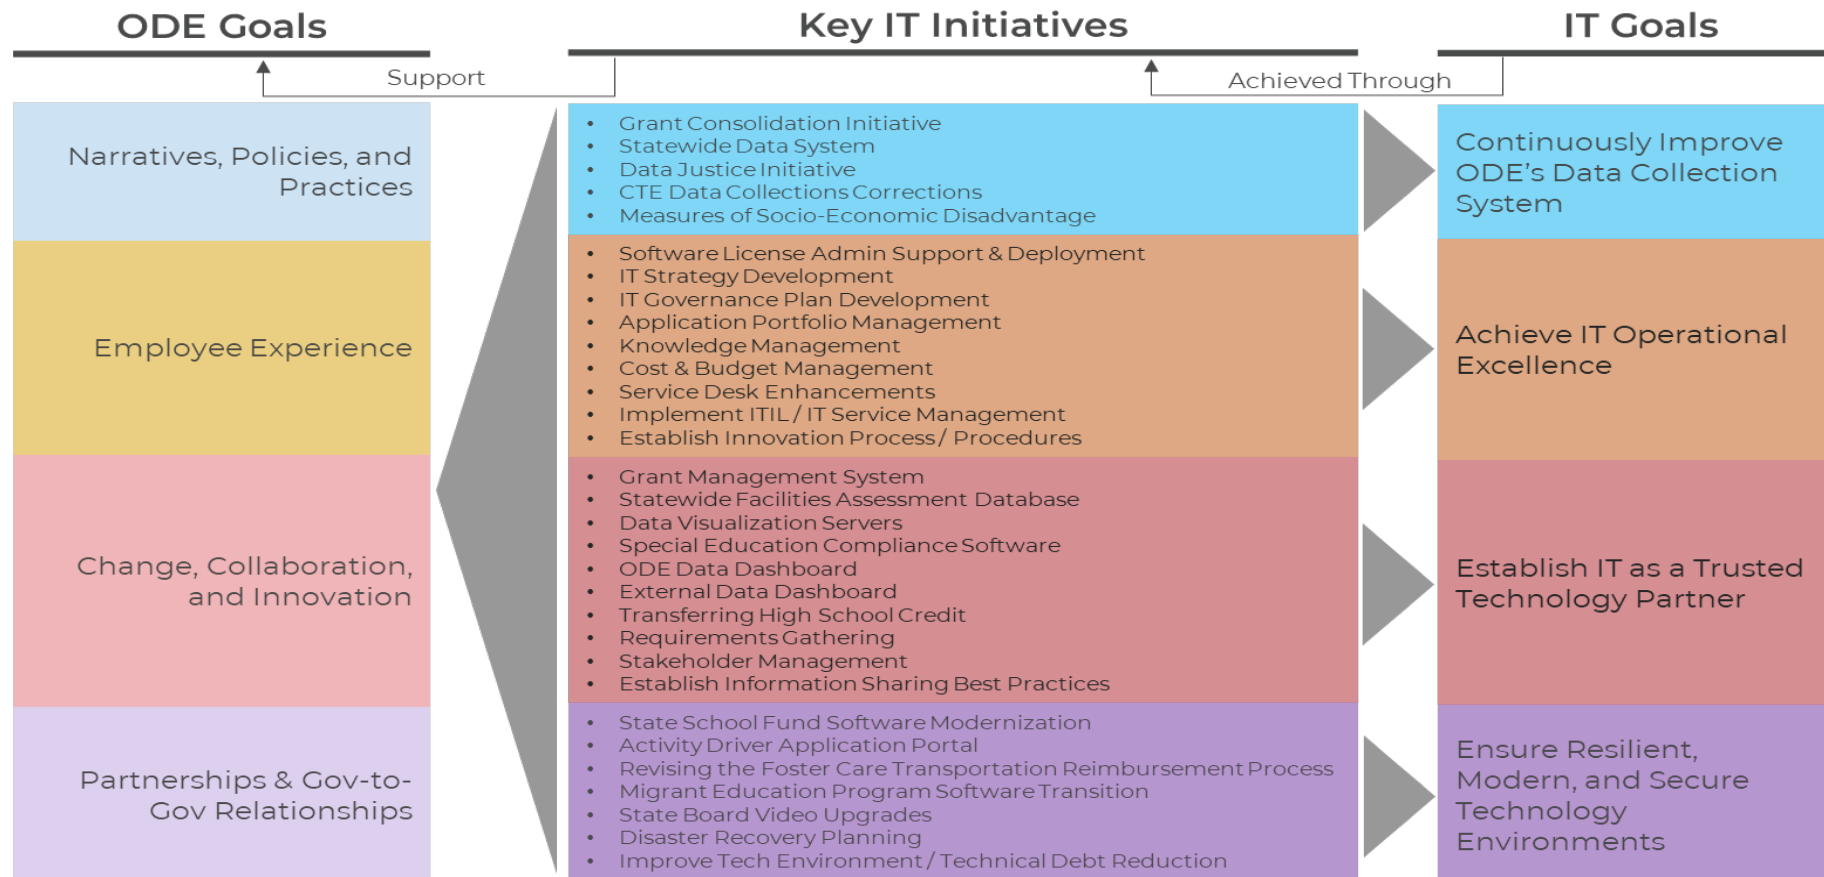 ODE Goals
Key IT Initiatives
IT Goals
Support
Achieved Through
Narratives, Policies, and
Practices
Employee Experience
Change, Collaboration,
and Innovation
Partnerships & Gov-to-
Gov Relationships
• Grant Consolidation Initiative
• Statewide Data System
• Data Justice Initiative
• CTE Data Collections Corrections
• Measures of Socio-Economic Disadvantage
• Software License Admin Support & Deployment
• IT Strategy Development
• IT Governance Plan Development
• Application Portfolio Management
• Knowledge Management
• Cost & Budget Management
• Service Desk Enhancements
• Implement ITIL / IT Service Management
• Establish Innovation Process / Procedures
• Grant Management System
• Statewide Facilities Assessment Database
• Data Visualization Servers
• Special Education Compliance Software
• ODE Data Dashboard
• External Data Dashboard
• Transferring High School Credit
• Requirements Gathering
• Stakeholder Management
• Establish Information Sharing Best Practices
• State School Fund Software Modernization
• Activity Driver Application Portal
• Revising the Foster Care Transportation Reimbursement Process
• Migrant Education Program Software Transition
• State Board Video Upgrades
• Disaster Recovery Planning
• Improve Tech Environment / Technical Debt Reduction
Continuously Improve
ODE's Data Collection
System
Achieve IT Operational
Excellence
Establish IT as a Trusted
Technology Partner
Ensure Resilient,
Modern, and Secure
Technology
Environments